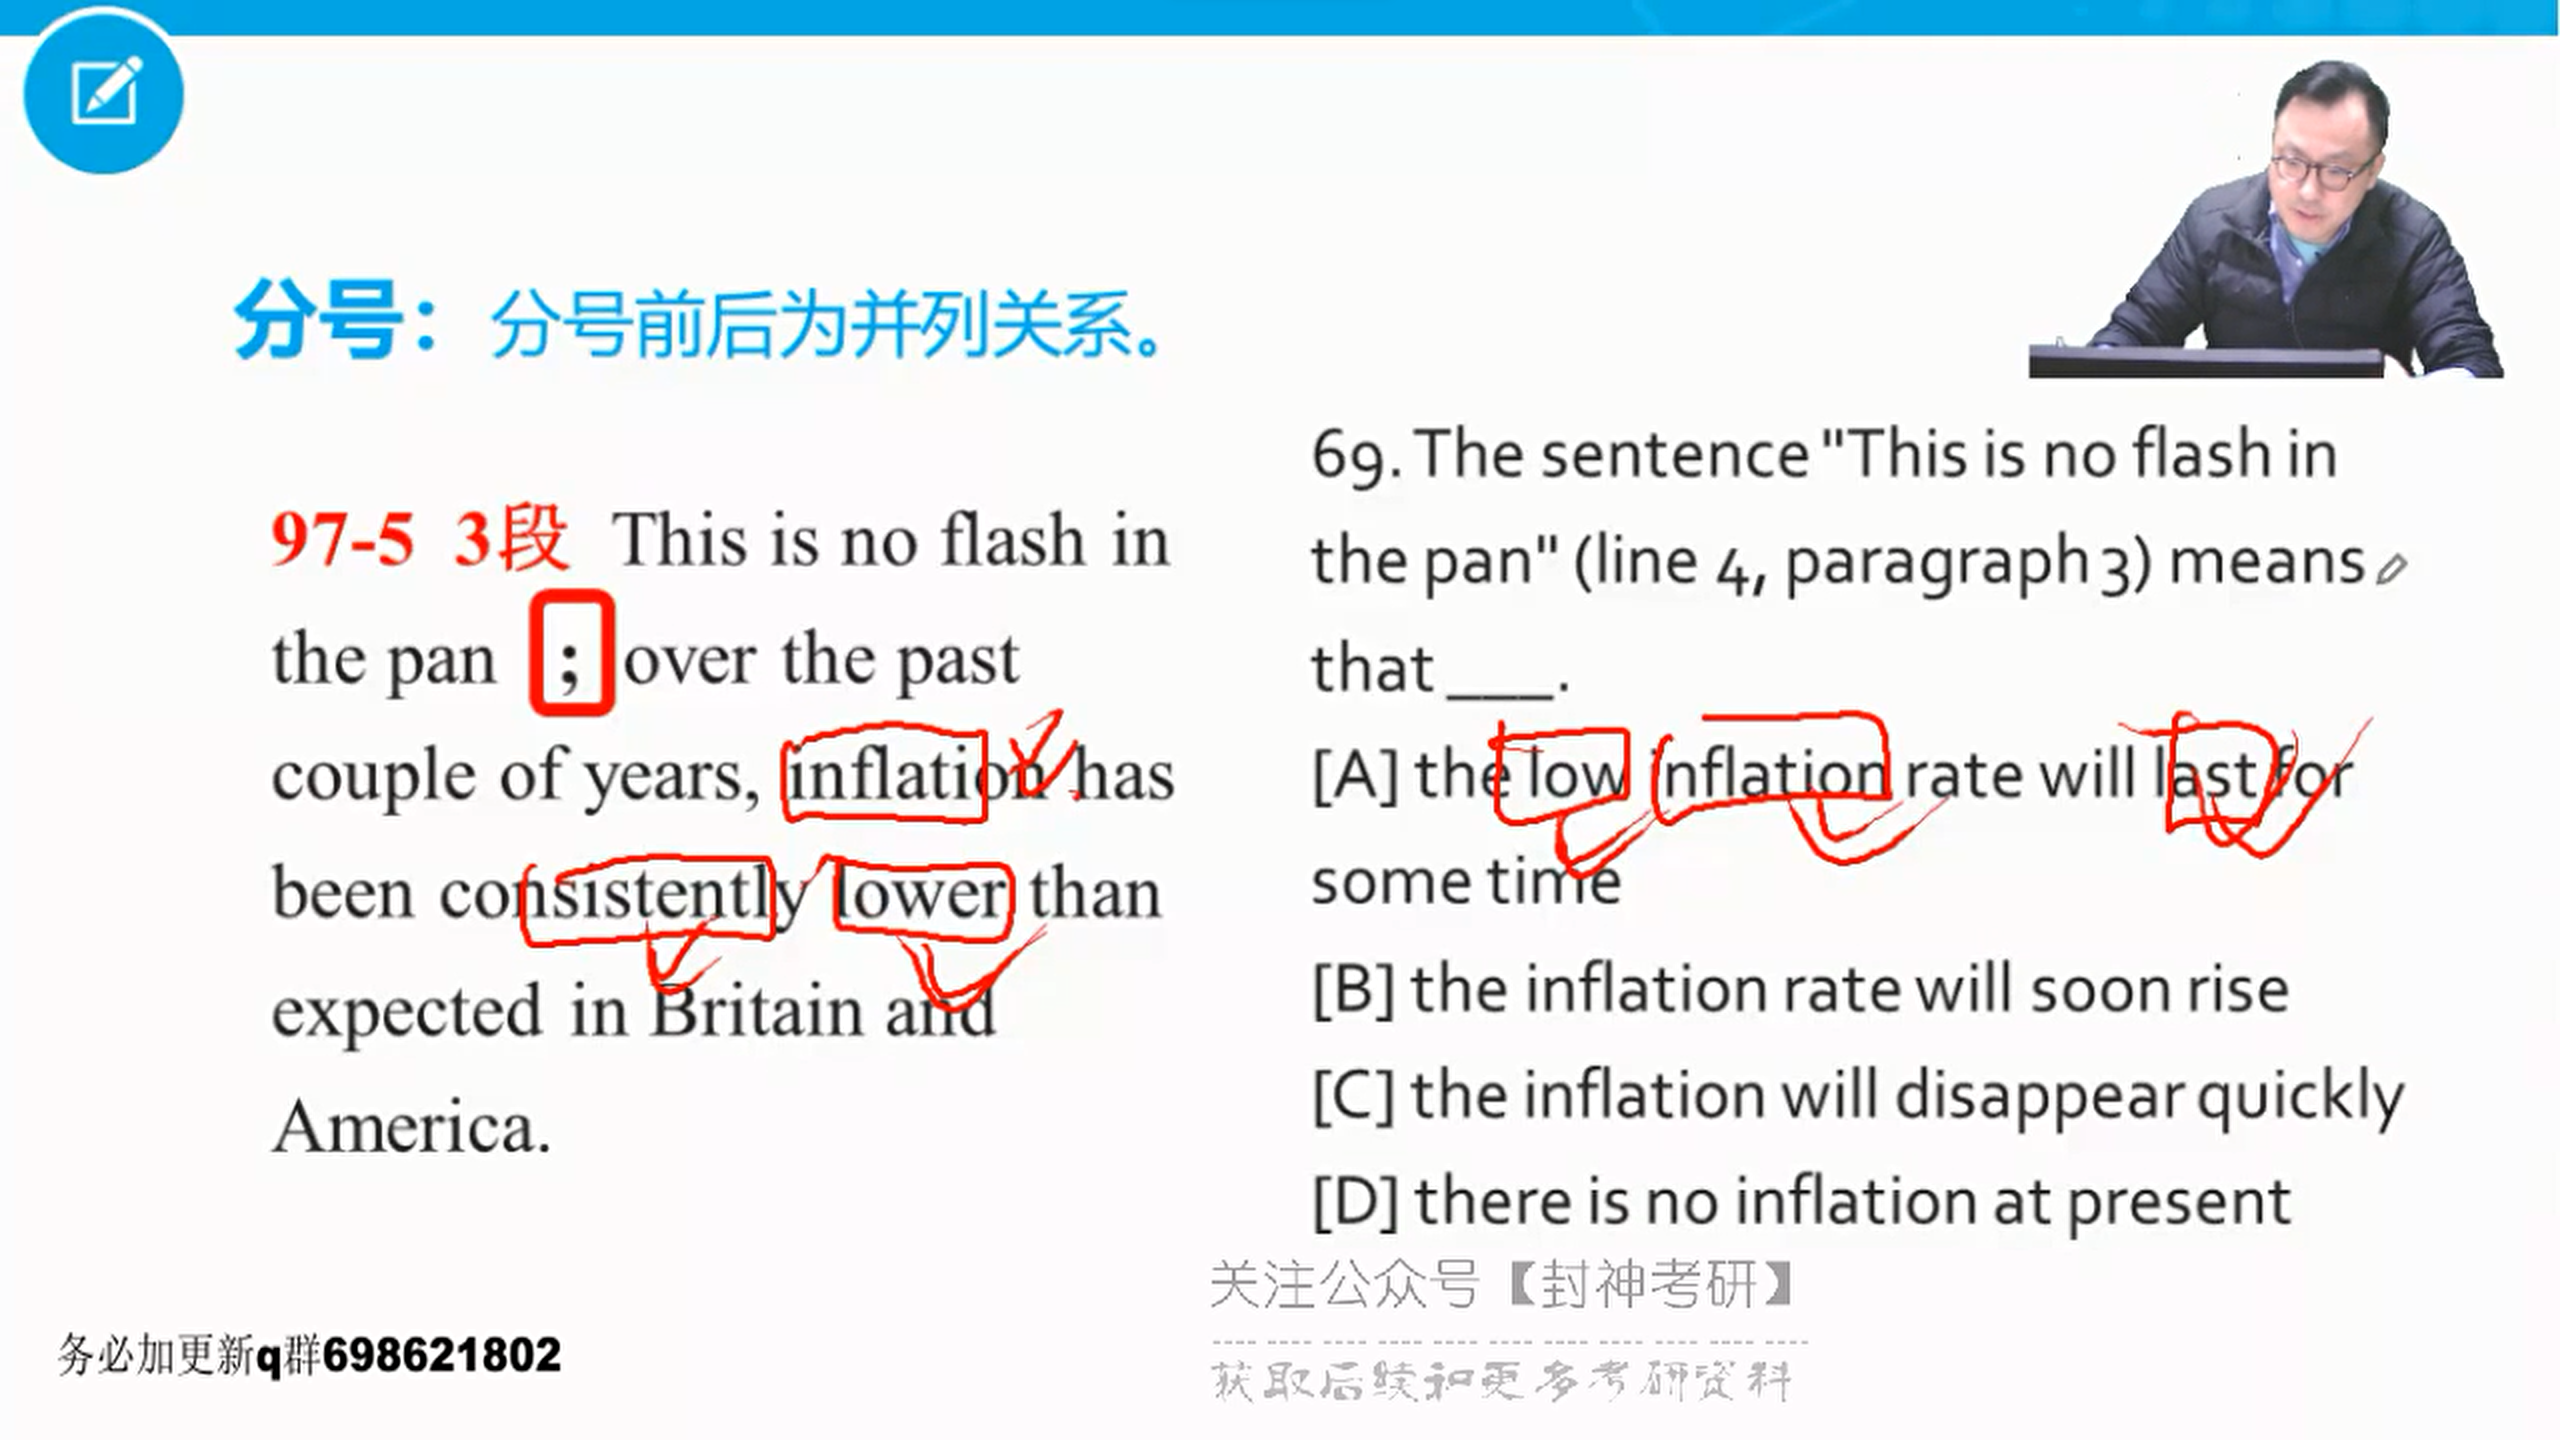 分号：分号前后为并列关系。
97-5 3段 This is no flash in
the pan ; over the past
couple of years, inflation has
been consistently lower than
expected in Britain and
America.
69. The sentence "This is no flash in
the pan" (line 4, paragraph 3) means
that ___.
[A] the low inflation rate will last for
some time
[B] the inflation rate will soon rise
[C] the inflation will disappear quickly
[D] there is no inflation at present
关注公众号【封神考研】
获取后续和更多考研资料
务必加更新q群698621802